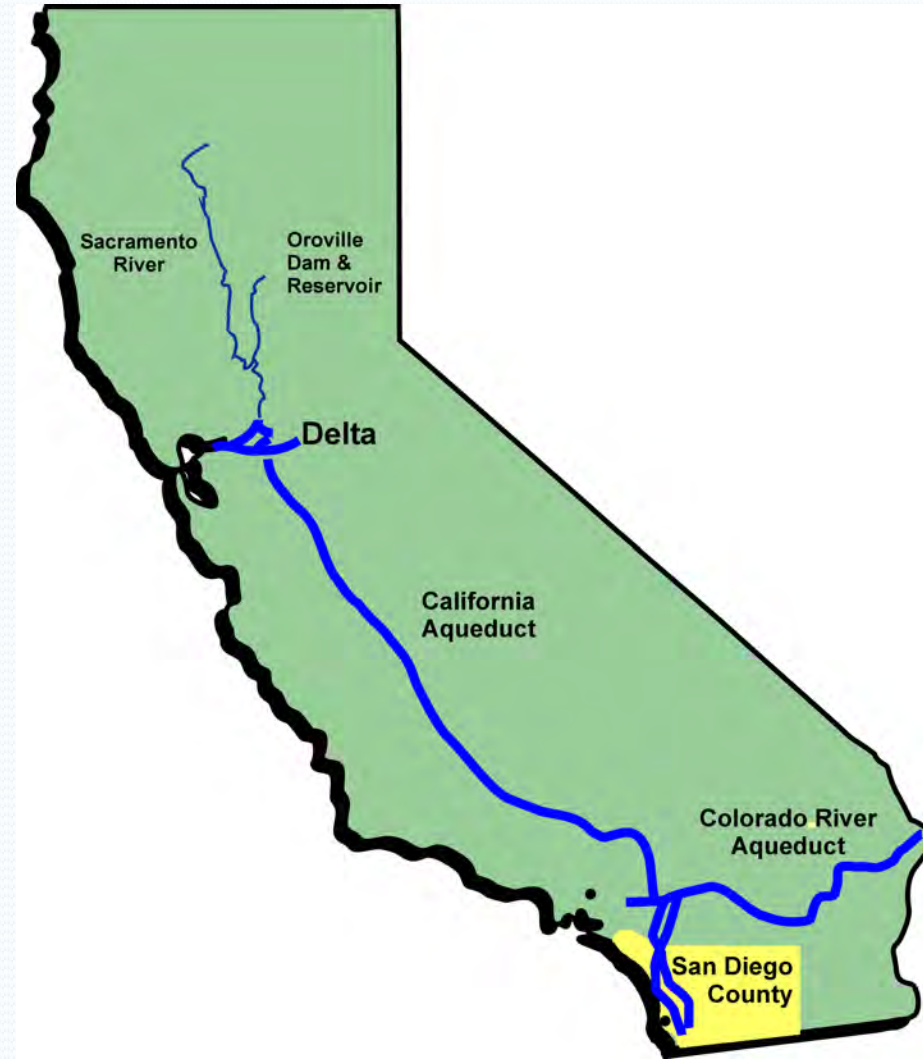 Sacramento
River
Oroville
Dam &
Reservoir
Delta
California
Aqueduct
Colorado River
Aqueduct
San Diego
County